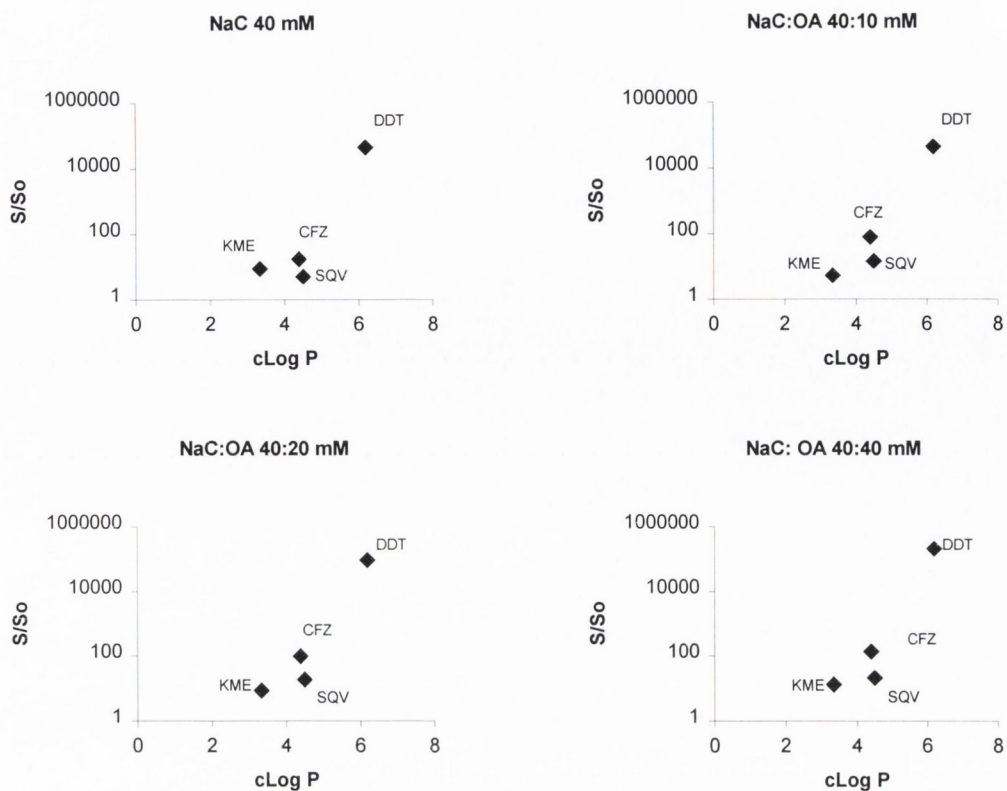 NaC 40 mM
1000000
10000
100
1
S/So
DDT
CFZ
KME
SQV
0 2 4 6 8
cLog P
NaC:OA 40:10 mM
1000000
10000
100
1
S/So
DDT
CFZ
KME
SQV
0 2 4 6 8
cLog P
NaC:OA 40:20 mM
1000000
10000
100
1
S/So
DDT
CFZ
KME
SQV
0 2 4 6 8
cLog P
NaC: OA 40:40 mM
1000000
10000
100
1
S/So
DDT
CFZ
KME
SQV
0 2 4 6 8
cLog P